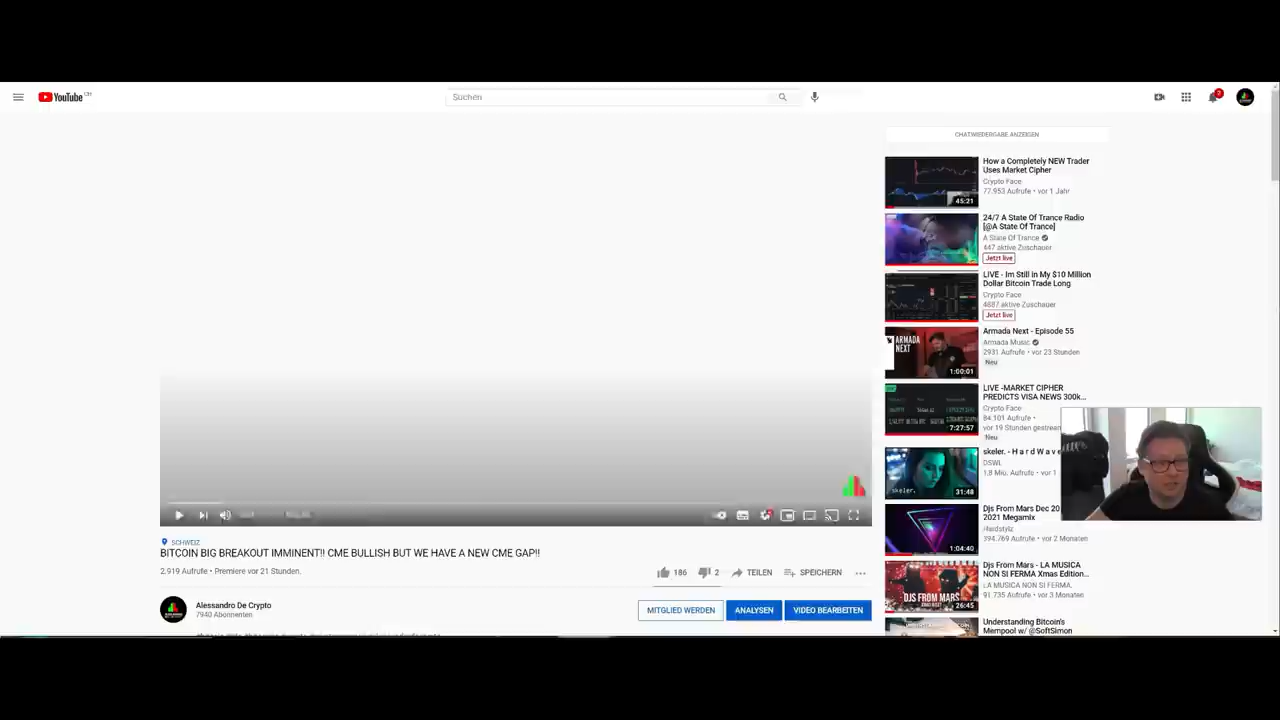 YouTube CH
Suchen
2
CHATWIEDERGABE ANZEIGEN
How a Completely NEW Trader
Uses Market Cipher
Crypto Face
77.953 Aufrufe • vor 1 Jahr
45:21
24/7 A State Of Trance Radio
[@A State Of Trance]
A State Of Trance
447 aktive Zuschauer
Jetzt live
LIVE - Im Still in My $10 Million
Dollar Bitcoin Trade Long
Crypto Face
4687 aktive Zuschauer
Jetzt live
ARMADA
NEXT
1:00:01
Armada Next - Episode 55
Armada Music
2931 Aufrufe • vor 23 Stunden
Neu
LIVE -MARKET CIPHER
PREDICTS VISA NEWS 300k...
Crypto Face
84.101 Aufrufe •
vor 19 Stunden gestream
Neu
7:27:57
skeler. - H a r d W a v e
DSWL
1,8 Mio. Aufrufe • vor 1
skeler.
31:48
Djs From Mars Dec 20
2021 Megamix
394.769 Aufrufe • vor 2 Monaten
1:04:40
Djs From Mars - LA MUSICA
NON SI FERMA Xmas Edition...
LA MUSICA NON SI FERMA.
91.735 Aufrufe • vor 3 Monaten
DJS FROM MARS
26:45
Understanding Bitcoin's
Mempool w/ @SoftSimon
SCHWEIZ
BITCOIN BIG BREAKOUT IMMINENT!! CME BULLISH BUT WE HAVE A NEW CME GAP!!
2.919 Aufrufe • Premiere vor 21 Stunden.
186
2
TEILEN
SPEICHERN
Alessandro De Crypto
7940 Abonnenten
MITGLIED WERDEN
ANALYSEN
VIDEO BEARBEITEN